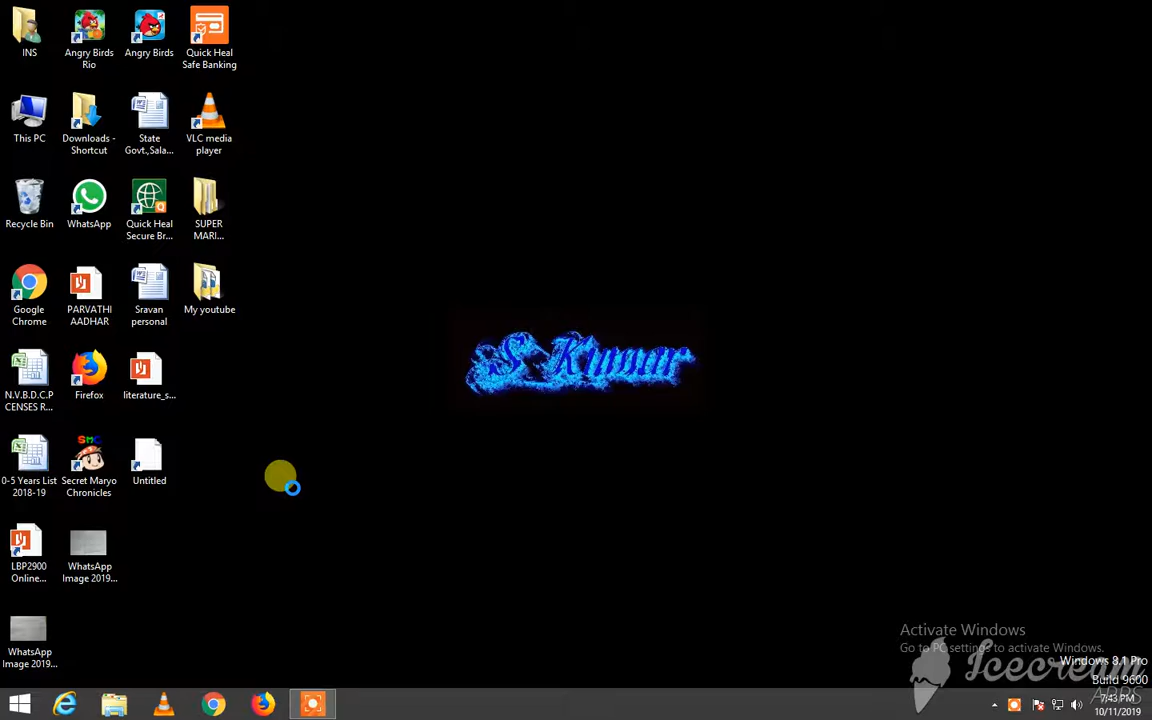 INS
Angry Birds
Rio
Angry Birds
Quick Heal
Safe Banking
This PC
Downloads -
Shortcut
State
Govt.,Sala...
VLC media
player
Recycle Bin
WhatsApp
Quick Heal
Secure Br...
SUPER
MARI...
Google
Chrome
PARVATHI
AADHAR
Sravan
personal
My youtube
N.V.B.D.C.P
CENSES R...
Firefox
literature_s...
S Kumar
SMC
0-5 Years List
2018-19
Secret Maryo
Chronicles
Untitled
LBP2900
Online...
WhatsApp
Image 2019...
WhatsApp
Image 2019...
Activate Windows
Go to PC settings to activate Windows.
Windows 8.1 Pro
Build 9600
Icecream
APPS
7:43 PM
10/11/2019